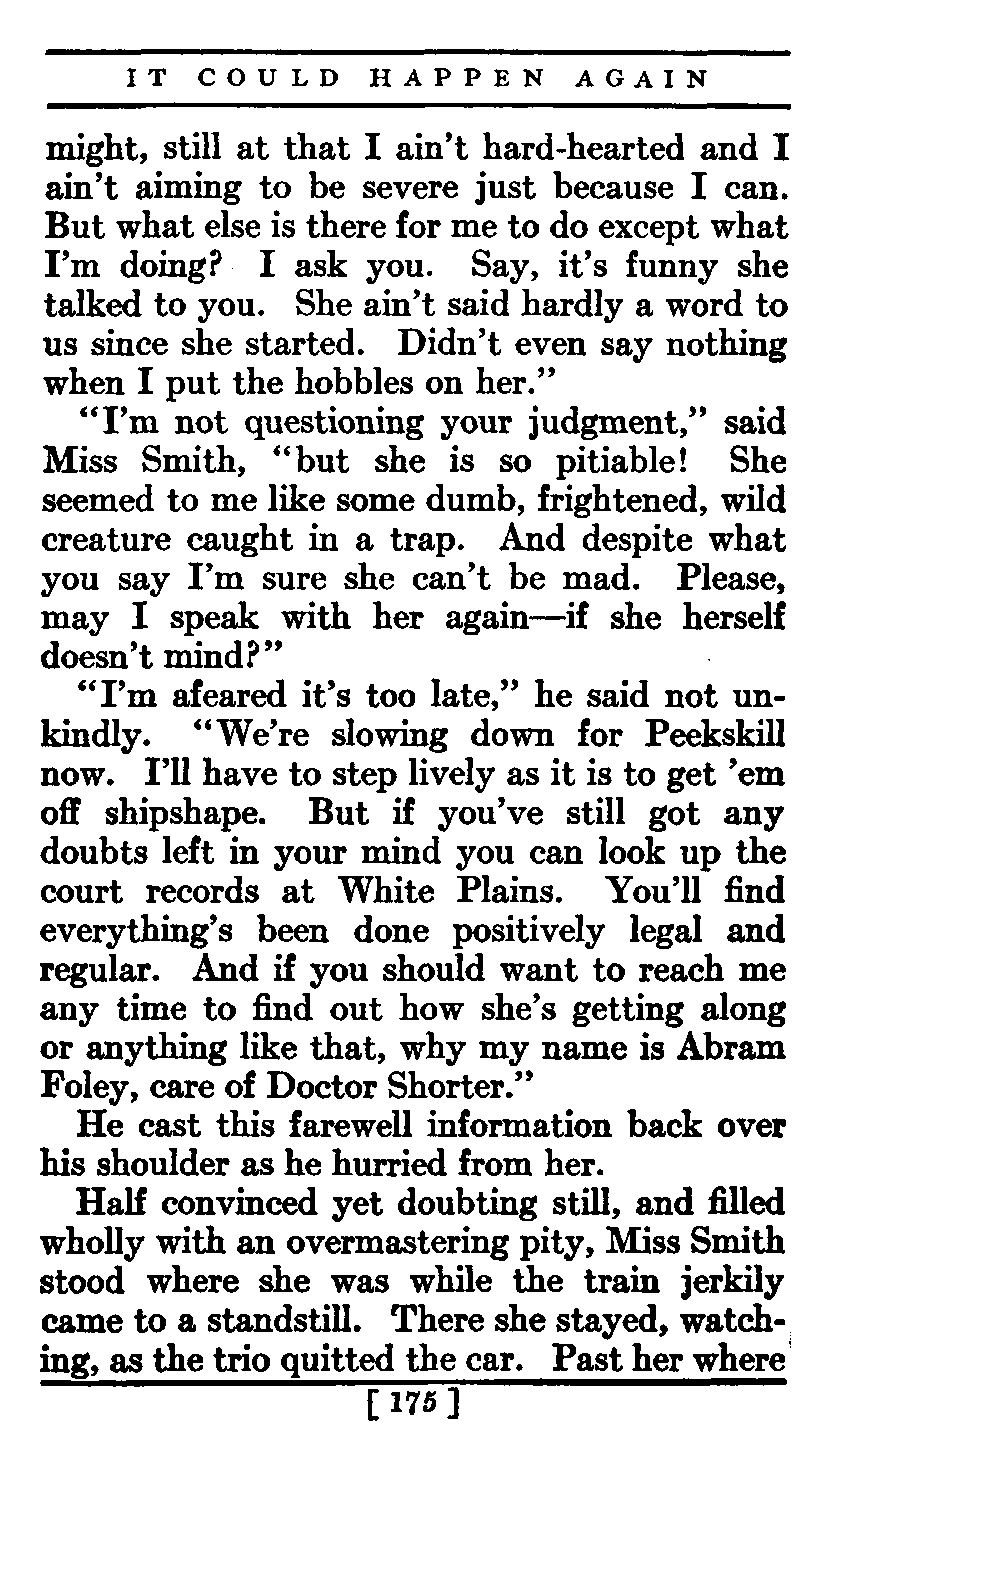 IT COULD HAPPEN AGAIN
might, still at that I ain't hard-hearted and I
ain't aiming to be severe just because I can.
But what else is there for me to do except what
I'm doing? I ask you. Say, it's funny she
talked to you. She ain't said hardly a word to
us since she started. Didn't even say nothing
when I put the hobbles on her."
"I'm not questioning your judgment," said
Miss Smith, "but she is so pitiable! She
seemed to me like some dumb, frightened, wild
creature caught in a trap. And despite what
you say I'm sure she can't be mad. Please,
may I speak with her again—if she herself
doesn't mind?"
"I'm afeared it's too late," he said not un-
kindly. "We're slowing down for Peekskill
now. I'll have to step lively as it is to get 'em
off shipshape. But if you've still got any
doubts left in your mind you can look up the
court records at White Plains. You'll find
everything's been done positively legal and
regular. And if you should want to reach me
any time to find out how she's getting along
or anything like that, why my name is Abram
Foley, care of Doctor Shorter."
He cast this farewell information back over
his shoulder as he hurried from her.
Half convinced yet doubting still, and filled
wholly with an overmastering pity, Miss Smith
stood where she was while the train jerkily
came to a standstill. There she stayed, watch-
ing, as the trio quitted the car. Past her where
[ 175 ]